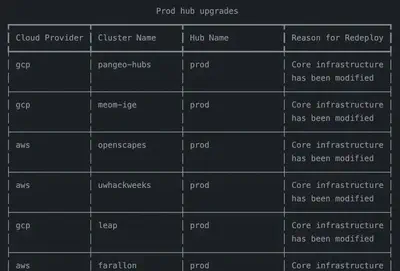 Prod hub upgrades
Cloud Provider Cluster Name Hub Name Reason for Redeploy
gcp pangeo-hubs prod Core infrastructure
has been modified
gcp meom-ige prod Core infrastructure
has been modified
aws openscapes prod Core infrastructure
has been modified
aws uwhackweeks prod Core infrastructure
has been modified
gcp leap prod Core infrastructure
has been modified
aws farallon prod Core infrastructure